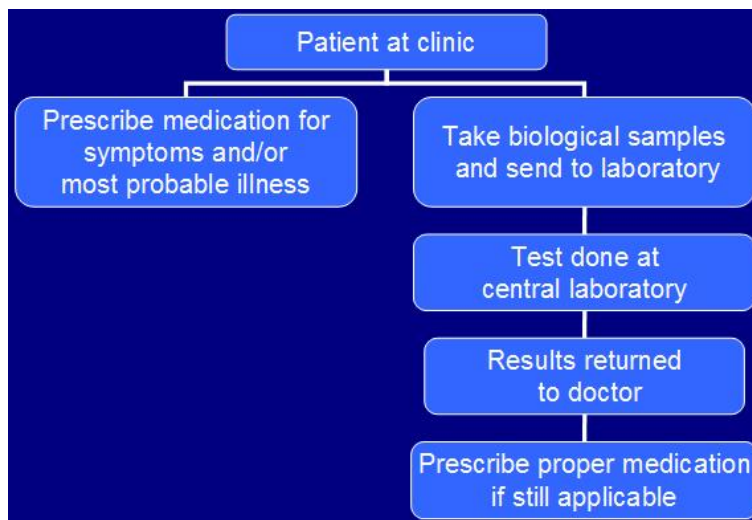 Patient at clinic
Prescribe medication for
symptoms and/or
most probable illness
Take biological samples
and send to laboratory
Test done at
central laboratory
Results returned
to doctor
Prescribe proper medication
if still applicable